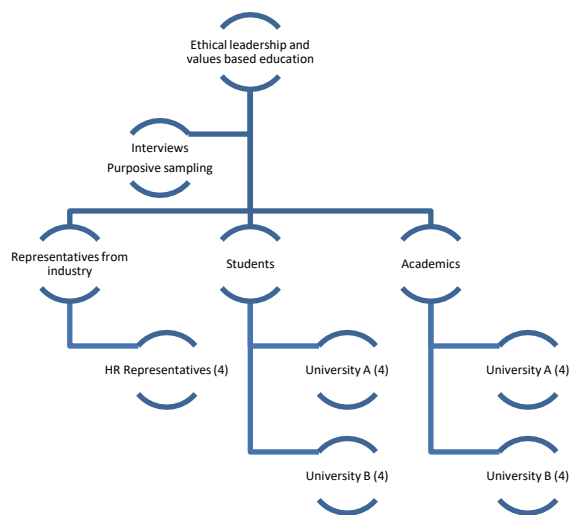 Ethical leadership and
values based education
Interviews
Purposive sampling
Representatives from
industry
Students
Academics
HR Representatives (4)
University A (4)
University A (4)
University B (4)
University B (4)